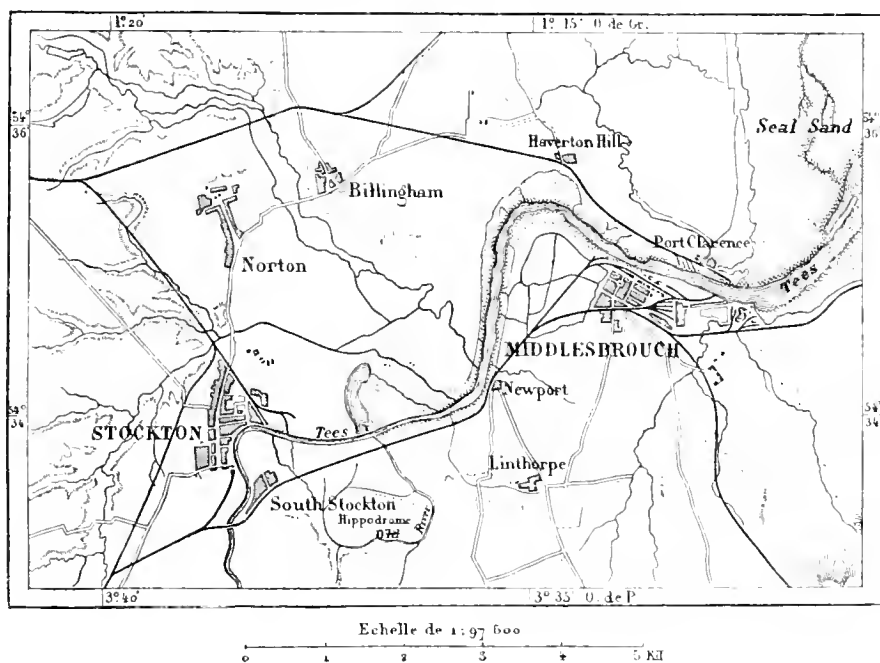 1° 20'
1° 15' O. de Gr.
54°
36'
54°
36'
Seal Sand
Haverton Hill
Billingham
Port Clarence
Norton
Tees
MIDDLESBROUGH
Newport
54°
34'
54°
34'
STOCKTON
Tees
Linthorpe
South Stockton
Hippodrome
Old
River
3° 40'
3° 35' O. de P.
Echelle de 1:97 600
0 1 2 3 4 5 Kil